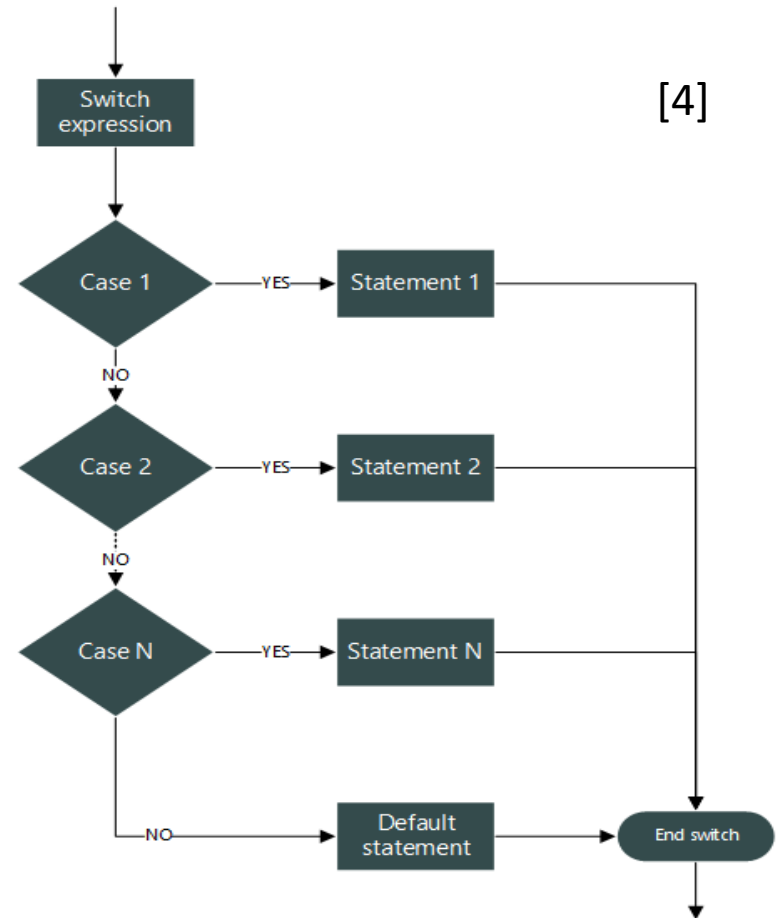 [4]
Switch
expression
Case 1
YES
Statement 1
NO
Case 2
YES
Statement 2
NO
Case N
YES
Statement N
NO
Default
statement
End switch